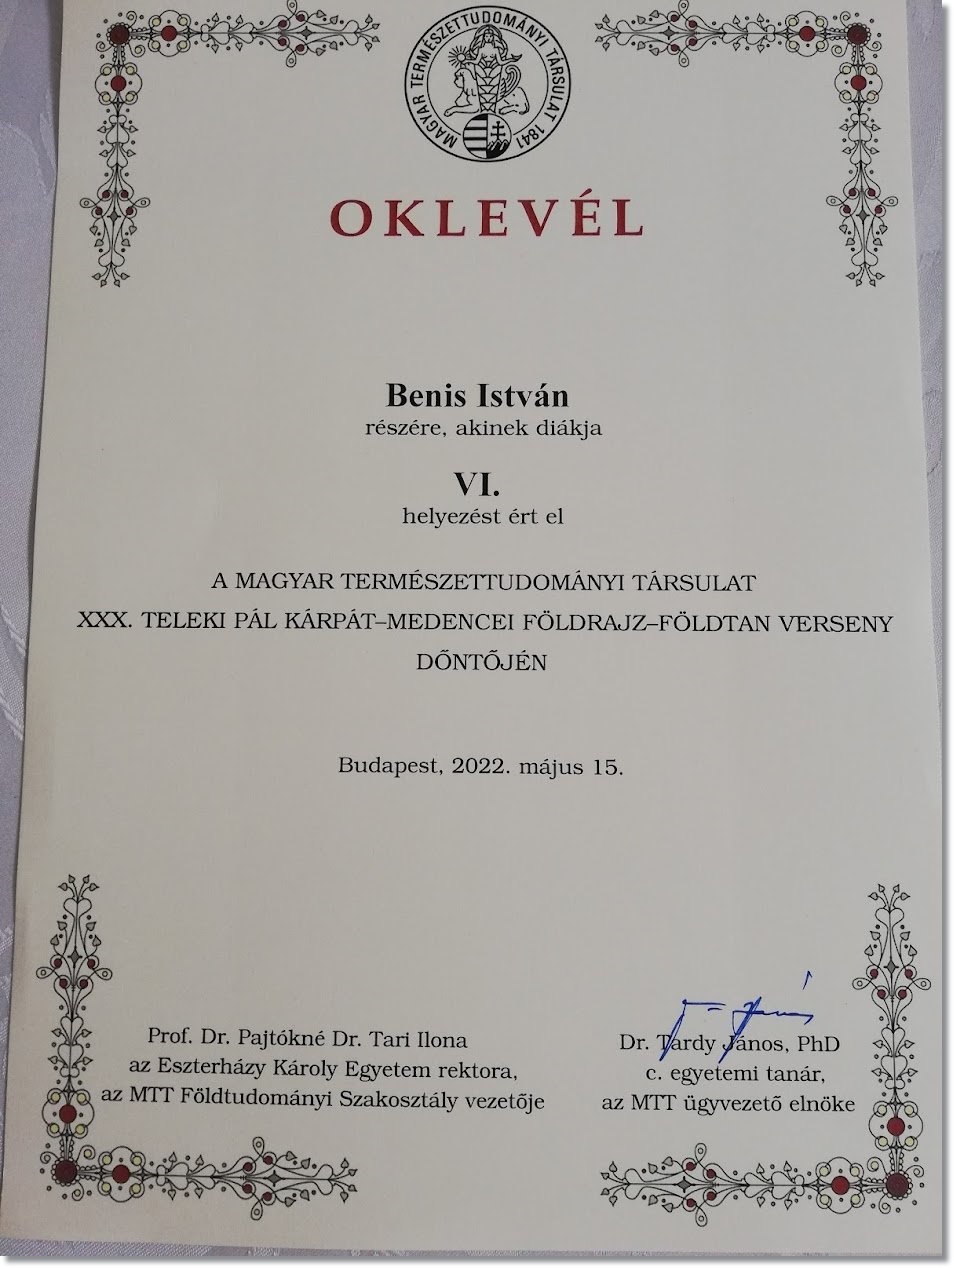 MAGYAR TERMÉSZETTUDOMÁNYI TÁRSULAT 1841
OKLEVÉL
Benis István
részére, akinek diákja
VI.
helyezést ért el
A MAGYAR TERMÉSZETTUDOMÁNYI TÁRSULAT
XXX. TELEKI PÁL KÁRPÁT–MEDENCEI FÖLDRAJZ–FÖLDTAN VERSENY
DŐNTŐJÉN
Budapest, 2022. május 15.
Prof. Dr. Pajtókné Dr. Tari Ilona
az Eszterházy Károly Egyetem rektora,
az MTT Földtudományi Szakosztály vezetője
Dr. Tardy János, PhD
c. egyetemi tanár,
az MTT ügyvezető elnöke